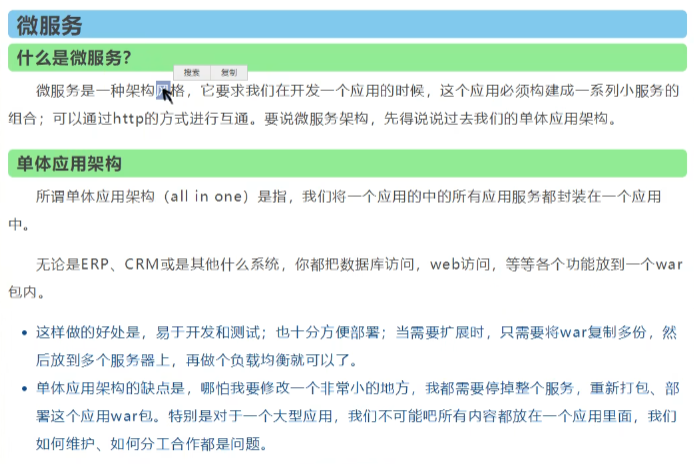 微服务
什么是微服务？
搜索 复制
微服务是一种架构风格，它要求我们在开发一个应用的时候，这个应用必须构建成一系列小服务的
组合；可以通过http的方式进行互通。要说微服务架构，先得说说过去我们的单体应用架构。
单体应用架构
所谓单体应用架构（all in one）是指，我们将一个应用的中的所有应用服务都封装在一个应用
中。
无论是ERP、CRM或是其他什么系统，你都把数据库访问，web访问，等等各个功能放到一个war
包内。
• 这样做的好处是，易于开发和测试；也十分方便部署；当需要扩展时，只需要将war复制多份，然
后放到多个服务器上，再做个负载均衡就可以了。
• 单体应用架构的缺点是，哪怕我要修改一个非常小的地方，我都需要停掉整个服务，重新打包、部
署这个应用war包。特别是对于一个大型应用，我们不可能吧所有内容都放在一个应用里面，我们
如何维护、如何分工合作都是问题。